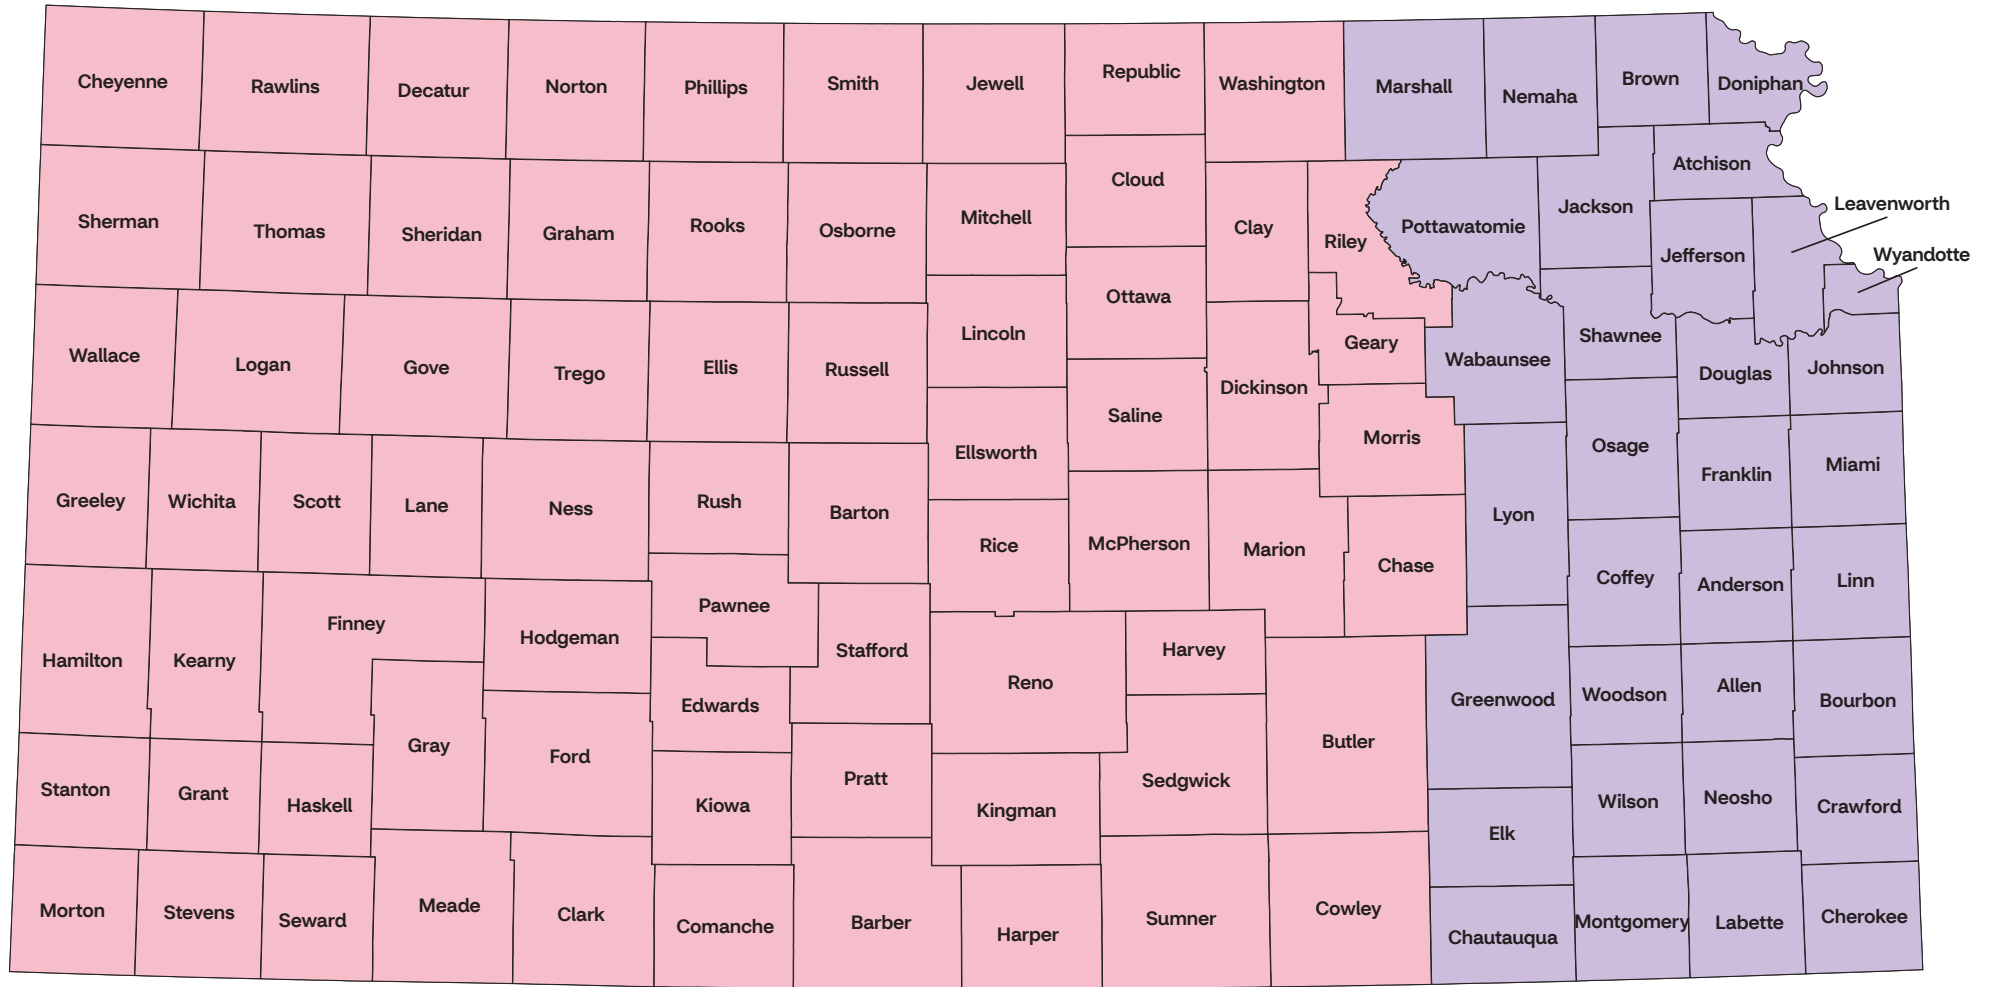 Cheyenne
Rawlins
Decatur
Norton
Phillips
Smith
Jewell
Republic
Washington
Marshall
Nemaha
Brown
Doniphan
Sherman
Thomas
Sheridan
Graham
Rooks
Osborne
Mitchell
Cloud
Clay
Riley
Pottawatomie
Jackson
Atchison
Jefferson
Leavenworth
Wyandotte
Wallace
Logan
Gove
Trego
Ellis
Russell
Lincoln
Ottawa
Saline
Dickinson
Geary
Wabaunsee
Shawnee
Douglas
Johnson
Greeley
Wichita
Scott
Lane
Ness
Rush
Barton
Ellsworth
Rice
McPherson
Marion
Morris
Chase
Lyon
Osage
Franklin
Miami
Coffey
Anderson
Linn
Hamilton
Kearny
Finney
Hodgeman
Pawnee
Stafford
Edwards
Reno
Harvey
Butler
Greenwood
Woodson
Allen
Bourbon
Stanton
Grant
Haskell
Gray
Ford
Kiowa
Pratt
Kingman
Sedgwick
Elk
Wilson
Neosho
Crawford
Morton
Stevens
Seward
Meade
Clark
Comanche
Barber
Harper
Sumner
Cowley
Chautauqua
Montgomery
Labette
Cherokee